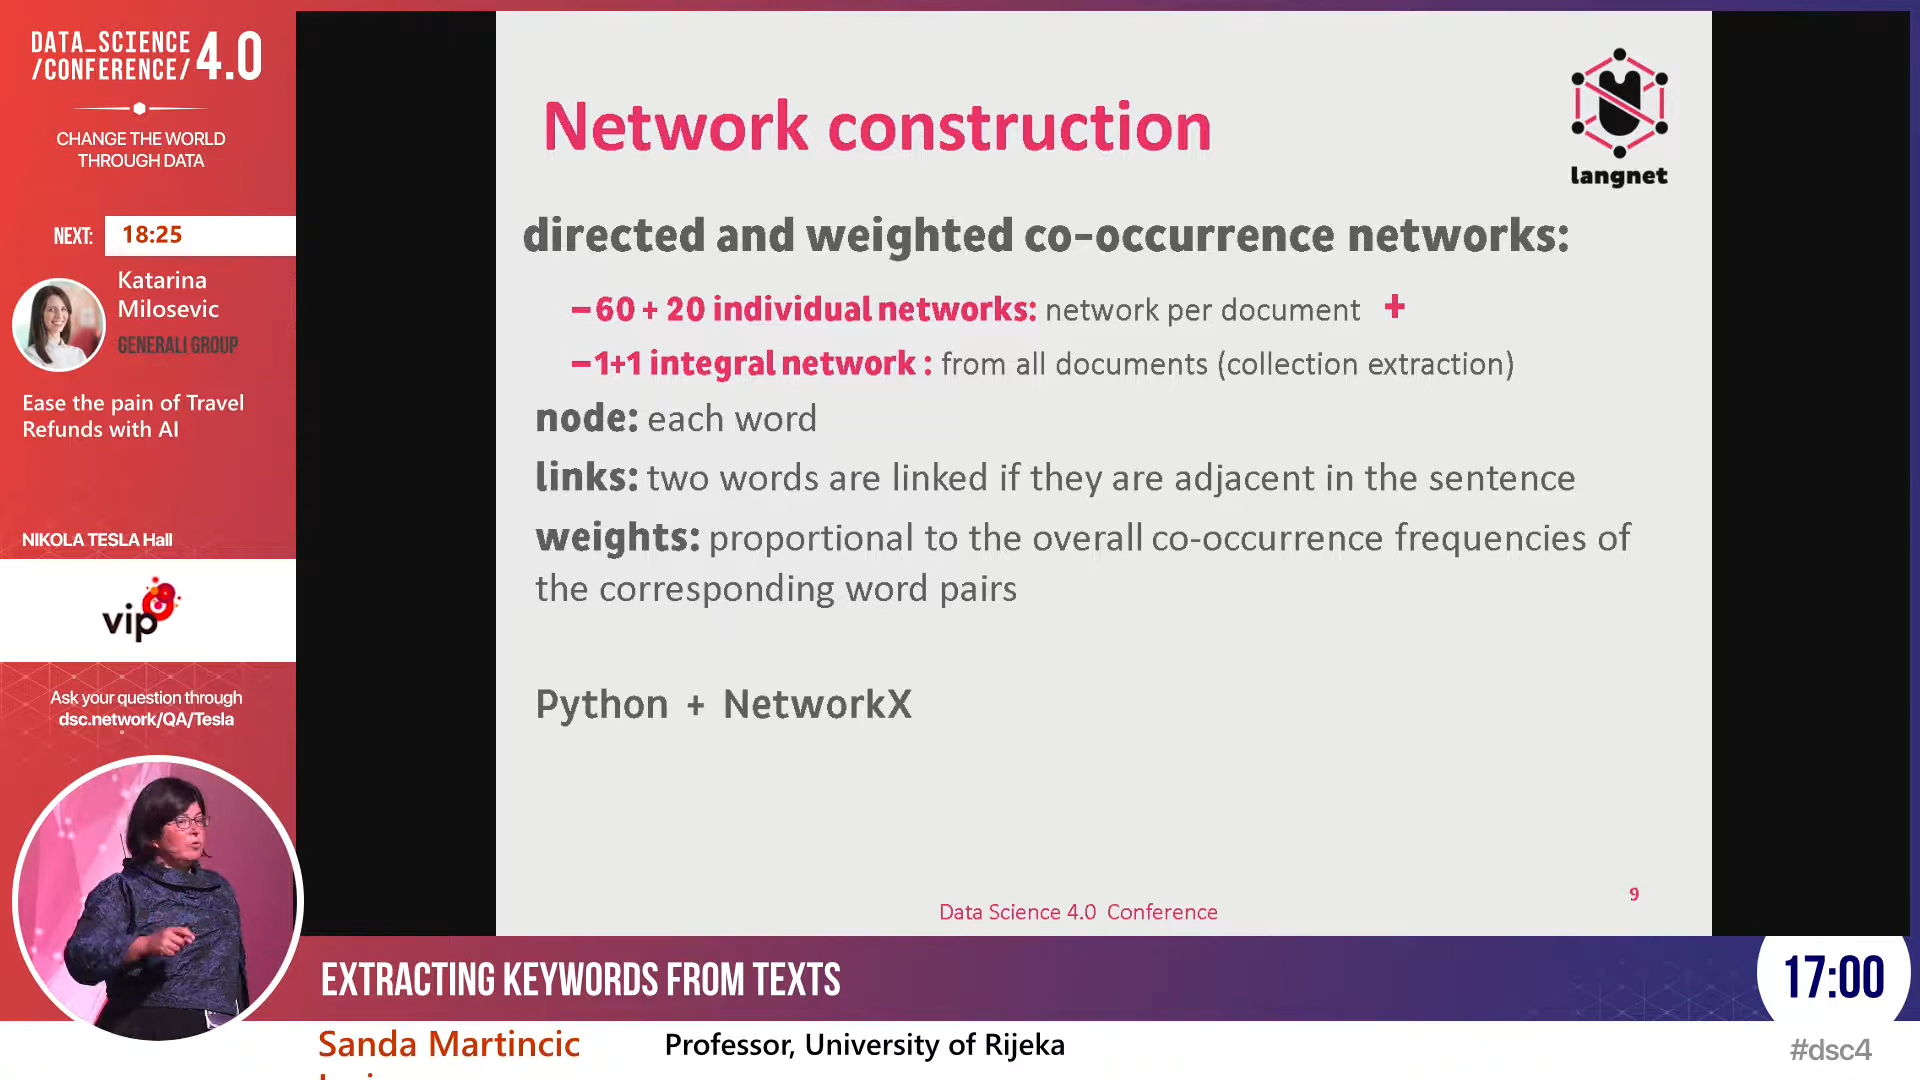 DATA_SCIENCE
/CONFERENCE/ 4.0
CHANGE THE WORLD
THROUGH DATA
NEXT: 18:25
Katarina
Milosevic
GENERALI GROUP
Ease the pain of Travel
Refunds with AI
NIKOLA TESLA Hall
vip
Ask your question through
dsc.network/QA/Tesla
Network construction
langnet
directed and weighted co-occurrence networks:
–60 + 20 individual networks: network per document +
–1+1 integral network : from all documents (collection extraction)
node: each word
links: two words are linked if they are adjacent in the sentence
weights: proportional to the overall co-occurrence frequencies of
the corresponding word pairs
Python + NetworkX
9
Data Science 4.0 Conference
EXTRACTING KEYWORDS FROM TEXTS
17:00
Sanda Martincic
Professor, University of Rijeka
#dsc4